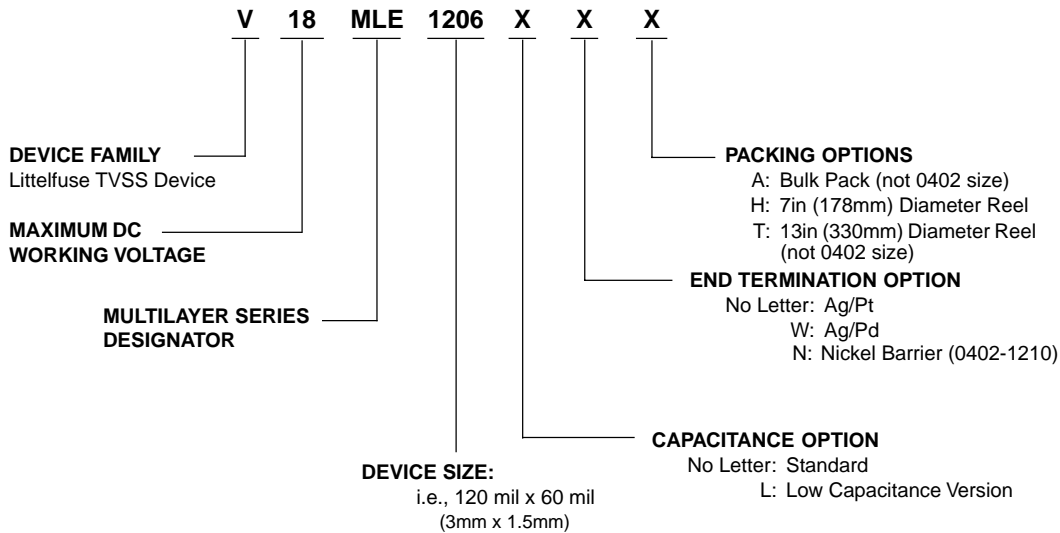 V 18 MLE 1206 X X X
DEVICE FAMILY
Littelfuse TVSS Device
MAXIMUM DC
WORKING VOLTAGE
MULTILAYER SERIES
DESIGNATOR
DEVICE SIZE:
i.e., 120 mil x 60 mil
(3mm x 1.5mm)
PACKING OPTIONS
A: Bulk Pack (not 0402 size)
H: 7in (178mm) Diameter Reel
T: 13in (330mm) Diameter Reel
(not 0402 size)
END TERMINATION OPTION
No Letter: Ag/Pt
W: Ag/Pd
N: Nickel Barrier (0402-1210)
CAPACITANCE OPTION
No Letter: Standard
L: Low Capacitance Version